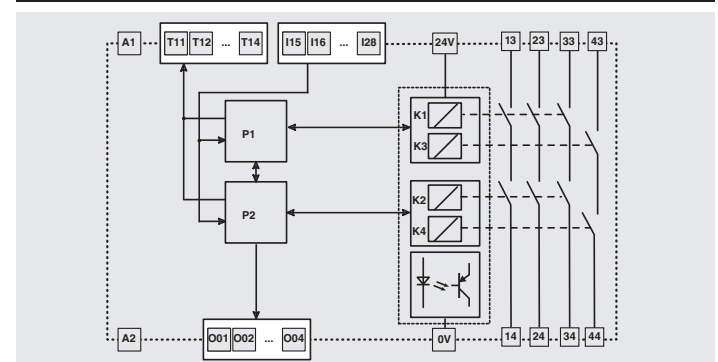 A1 T11 T12 ... T14 I15 I16 ... I28 24V 13 23 33 43
K1
P1
K3
K2
P2
K4
A2 O01 O02 ... O04 0V 14 24 34 44